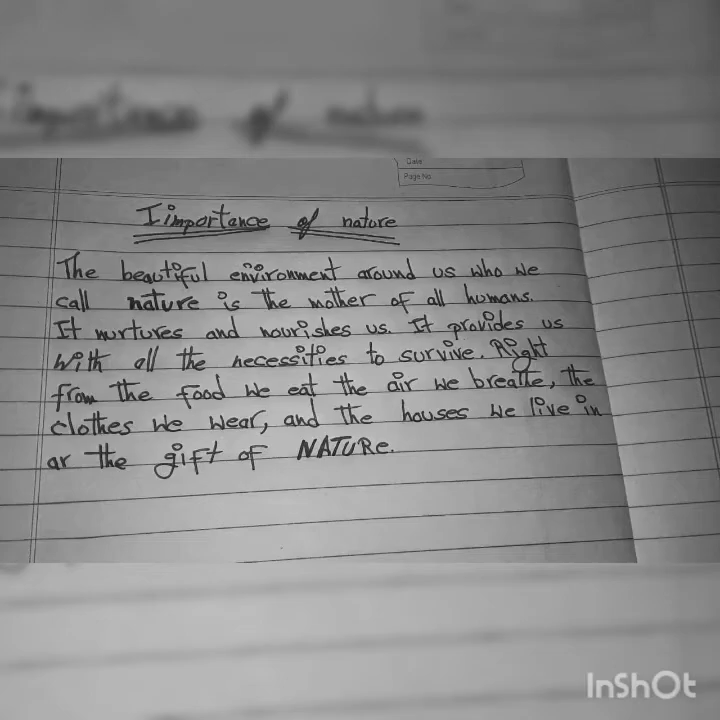 Date
Page No
Iimportance of nature
The beautiful environment around us who we
call nature is the mother of all humans.
It nurtures and nourishes us. It provides us
with all the necessities to survive. Right
from the food we eat the air we breathe, the
clothes we wear, and the houses we live in
ar the gift of NATURe.
InShOt